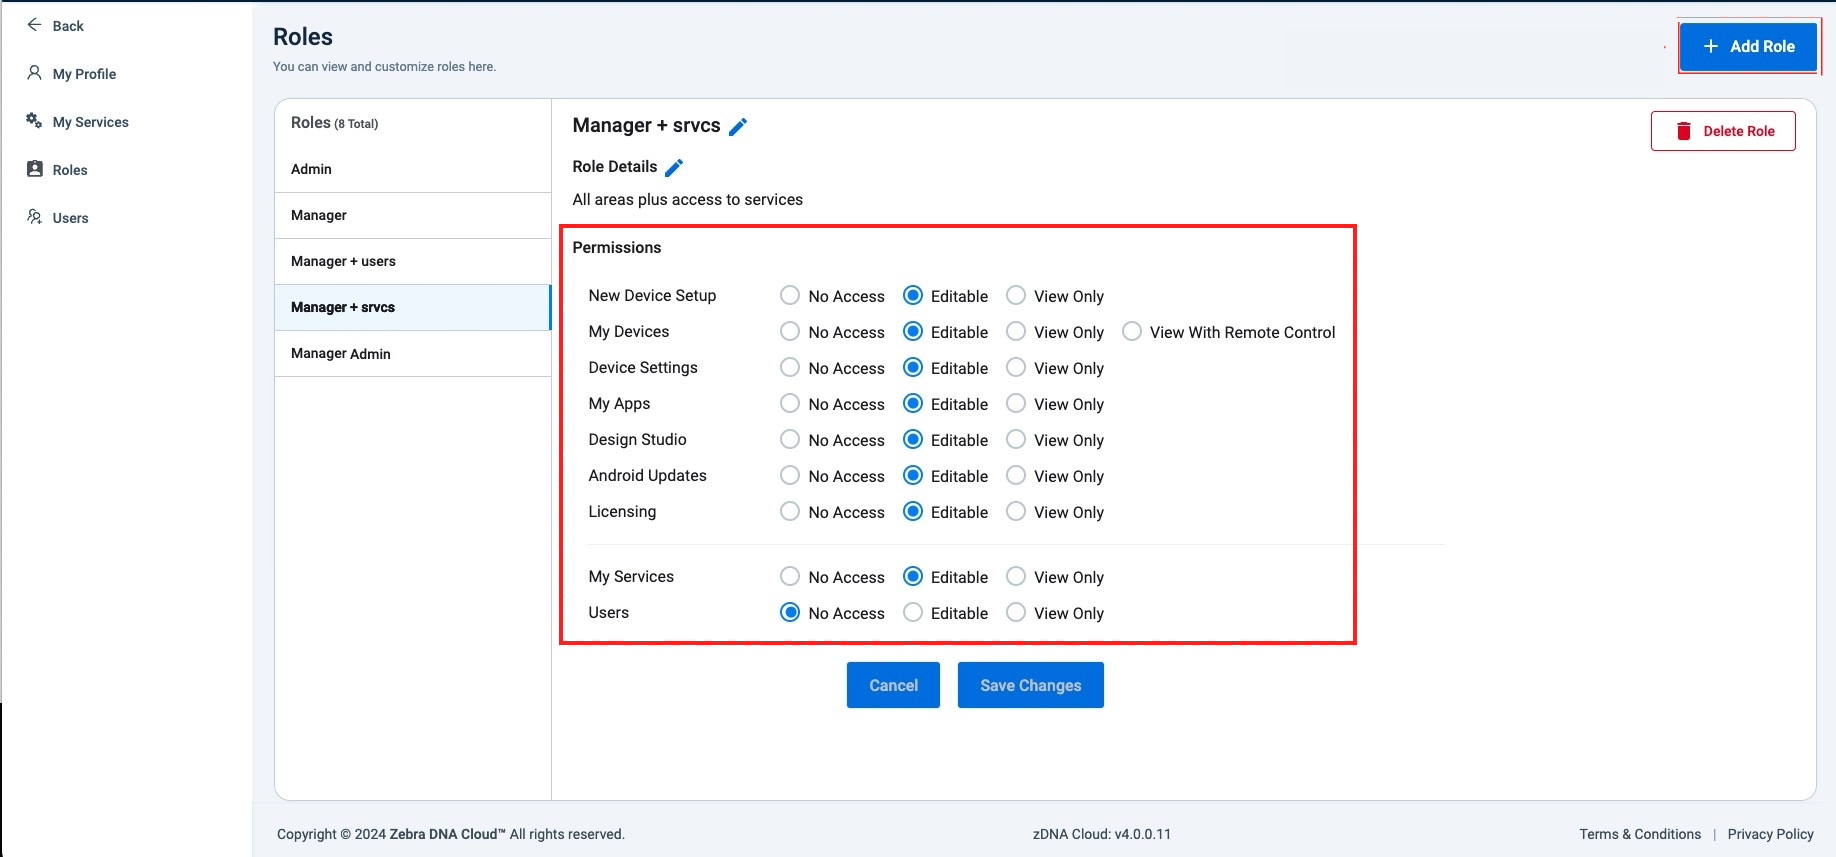 Back
My Profile
My Services
Roles
Users
Roles
You can view and customize roles here.
+ Add Role
Roles (8 Total)
Admin
Manager
Manager + users
Manager + srvcs
Manager Admin
Manager + srvcs
Delete Role
Role Details
All areas plus access to services
Permissions
New Device Setup No Access Editable View Only
My Devices No Access Editable View Only View With Remote Control
Device Settings No Access Editable View Only
My Apps No Access Editable View Only
Design Studio No Access Editable View Only
Android Updates No Access Editable View Only
Licensing No Access Editable View Only
My Services No Access Editable View Only
Users No Access Editable View Only
Cancel Save Changes
Copyright © 2024 Zebra DNA Cloud™ All rights reserved. zDNA Cloud: v4.0.0.11 Terms & Conditions | Privacy Policy